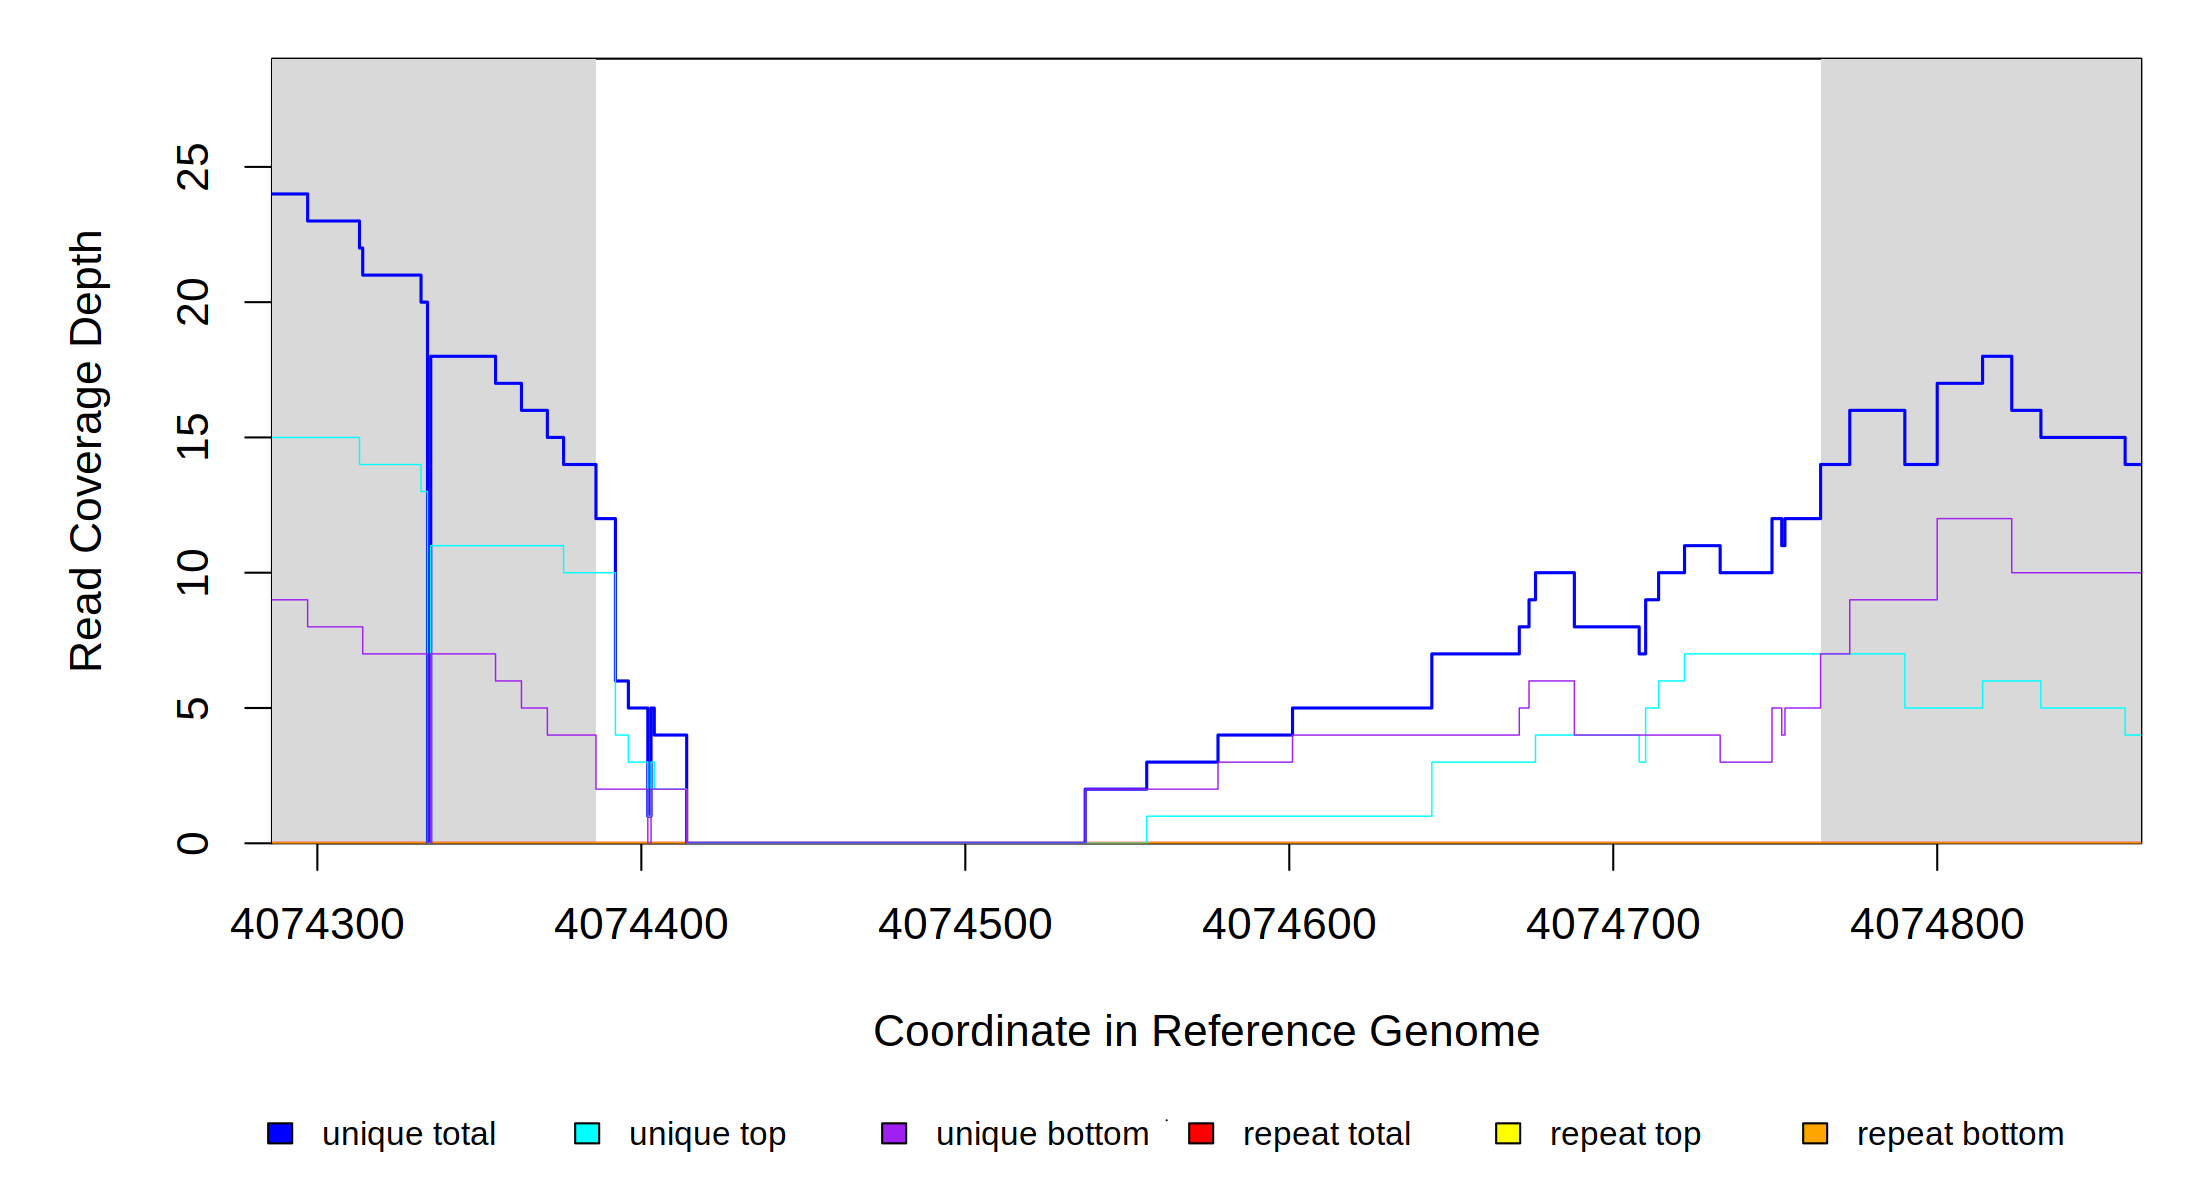 Read Coverage Depth
25
20
15
10
5
0
4074300 4074400 4074500 4074600 4074700 4074800
Coordinate in Reference Genome
unique total unique top unique bottom repeat total repeat top repeat bottom